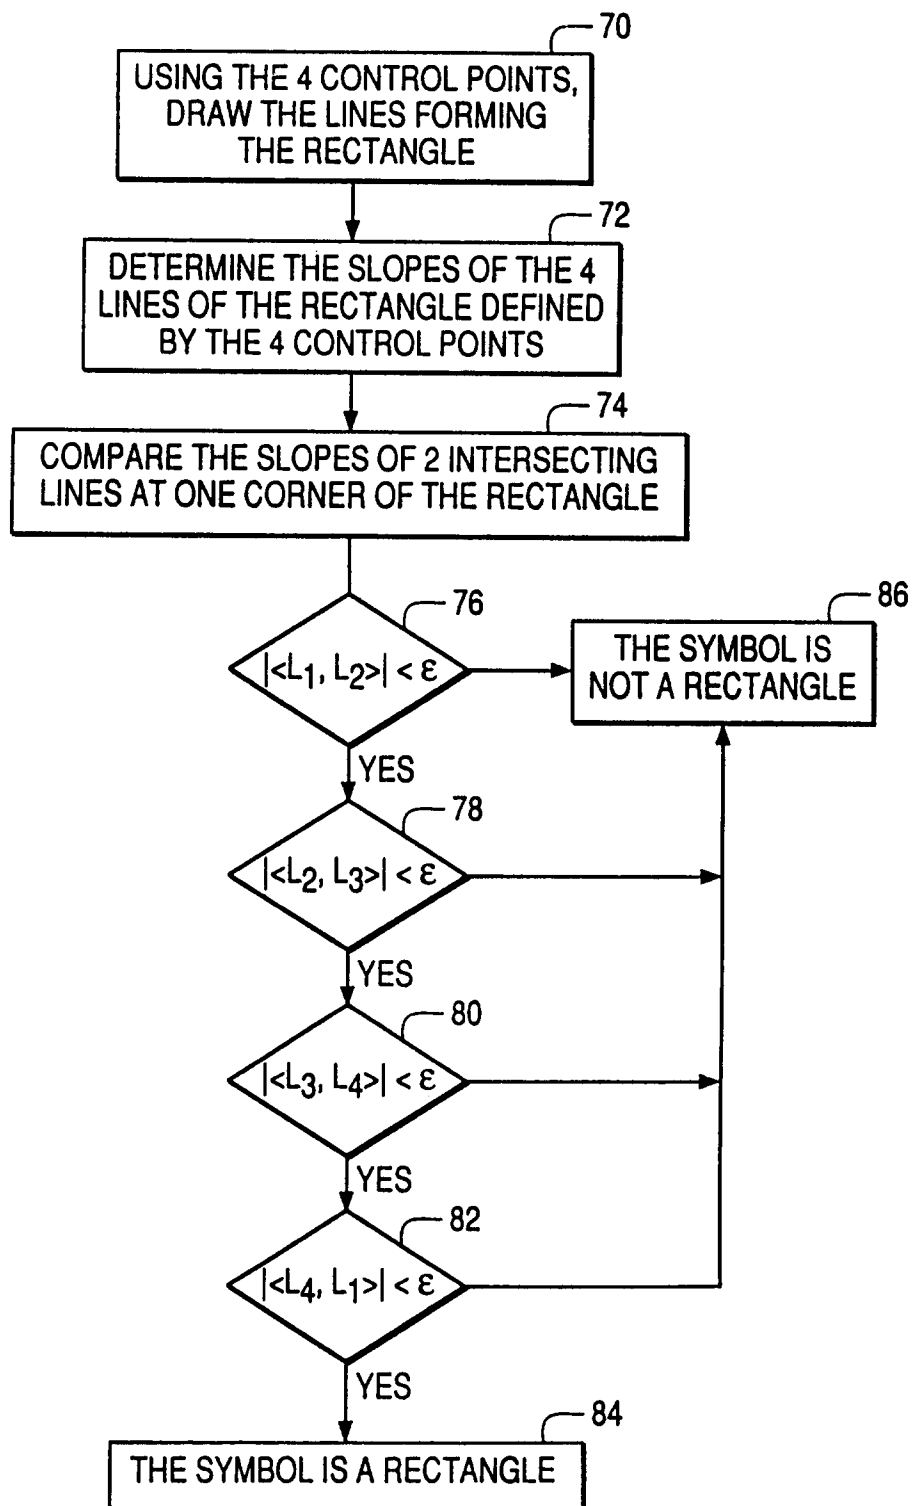 70
USING THE 4 CONTROL POINTS,
DRAW THE LINES FORMING
THE RECTANGLE
72
DETERMINE THE SLOPES OF THE 4
LINES OF THE RECTANGLE DEFINED
BY THE 4 CONTROL POINTS
74
COMPARE THE SLOPES OF 2 INTERSECTING
LINES AT ONE CORNER OF THE RECTANGLE
76
|<L1, L2>| < ε
86
THE SYMBOL IS
NOT A RECTANGLE
YES
78
|<L2, L3>| < ε
YES
80
|<L3, L4>| < ε
YES
82
|<L4, L1>| < ε
YES
84
THE SYMBOL IS A RECTANGLE